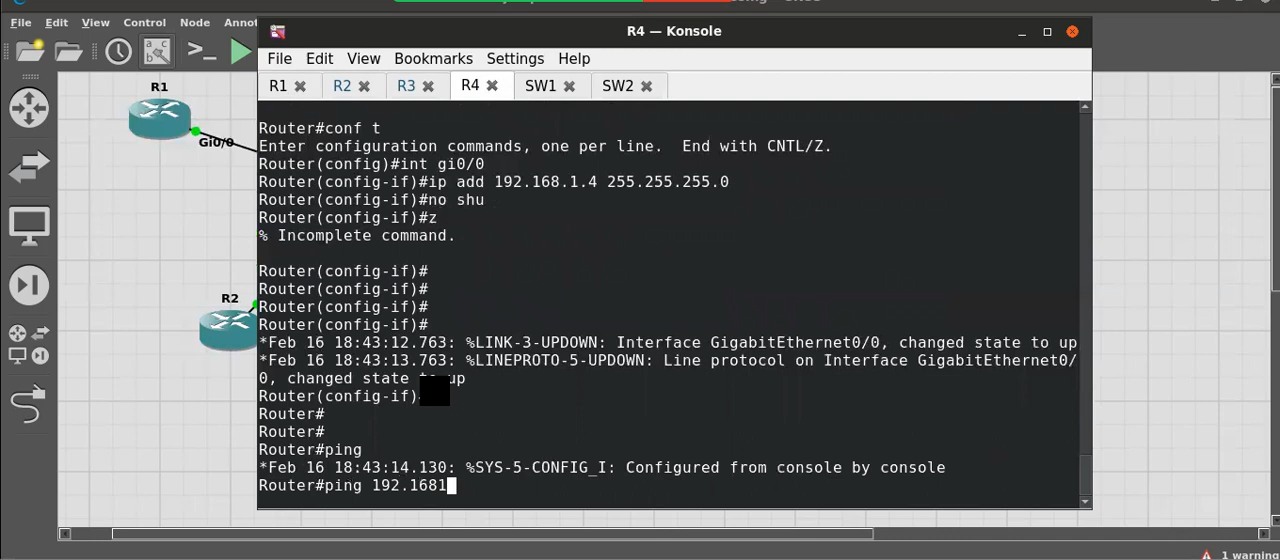 R4 — Konsole
File Edit View Control Node
File Edit View Bookmarks Settings Help
R1 R2 R3 R4 SW1 SW2
R1
Gi0/0
R2
Router#conf t
Enter configuration commands, one per line.  End with CNTL/Z.
Router(config)#int gi0/0
Router(config-if)#ip add 192.168.1.4 255.255.255.0
Router(config-if)#no shu
Router(config-if)#z
% Incomplete command.
Router(config-if)#
Router(config-if)#
Router(config-if)#
Router(config-if)#
*Feb 16 18:43:12.763: %LINK-3-UPDOWN: Interface GigabitEthernet0/0, changed state to up
*Feb 16 18:43:13.763: %LINEPROTO-5-UPDOWN: Line protocol on Interface GigabitEthernet0/
0, changed state up
Router(config-if)
Router#
Router#
Router#ping
*Feb 16 18:43:14.130: %SYS-5-CONFIG_I: Configured from console by console
Router#ping 192.1681
1 warning